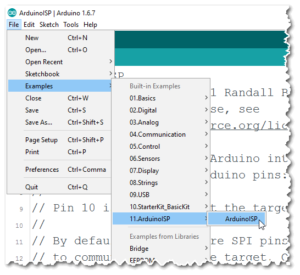 ArduinoISP | Arduino 1.6.7
File Edit Sketch Tools Help
New Ctrl+N
Open... Ctrl+O
Open Recent
Sketchbook
Examples
Close Ctrl+W
Save Ctrl+S
Save As... Ctrl+Shift+S
Page Setup Ctrl+Shift+P
Print Ctrl+P
Preferences Ctrl+Comma
Quit Ctrl+Q
Built-in Examples
01.Basics
02.Digital
03.Analog
04.Communication
05.Control
06.Sensors
07.Display
08.Strings
09.USB
10.StarterKit_BasicKit
11.ArduinoISP
Examples from Libraries
Bridge
EEPROM
ArduinoISP
1 Randall
se, see
rce.org/lic
Arduino int
duino pins:
9 // Pin 10 i
t the targe
//
// By defau
re SPI pins
// to commu
e target. O